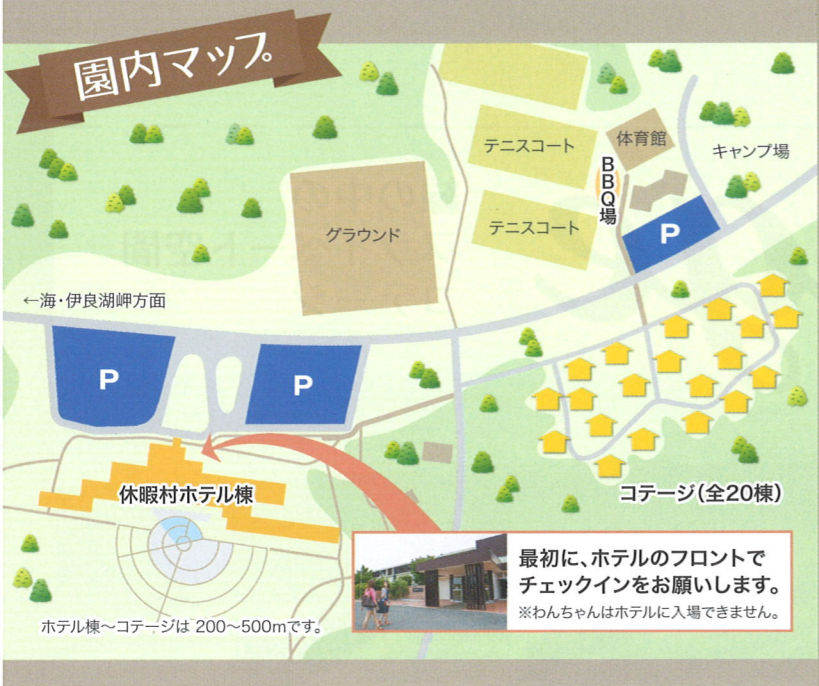 園内マップ
テニスコート
体育館
キャンプ場
BBQ場
グラウンド
テニスコート
P
←海・伊良湖岬方面
P
P
休暇村ホテル棟
コテージ(全20棟)
最初に、ホテルのフロントで
チェックインをお願いします。
※わんちゃんはホテルに入場できません。
ホテル棟〜コテージは 200〜500mです。